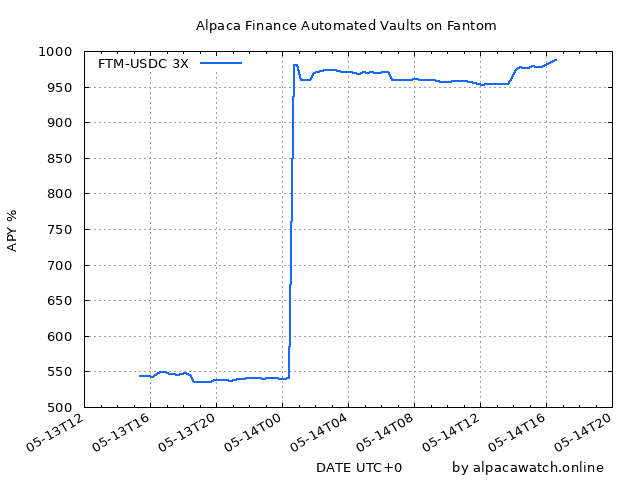 Alpaca Finance Automated Vaults on Fantom
FTM-USDC 3X
APY %
1000
950
900
850
800
750
700
650
600
550
500
05-13T12
05-13T16
05-13T20
05-14T00
05-14T04
05-14T08
05-14T12
05-14T16
05-14T20
DATE UTC+0
by alpacawatch.online